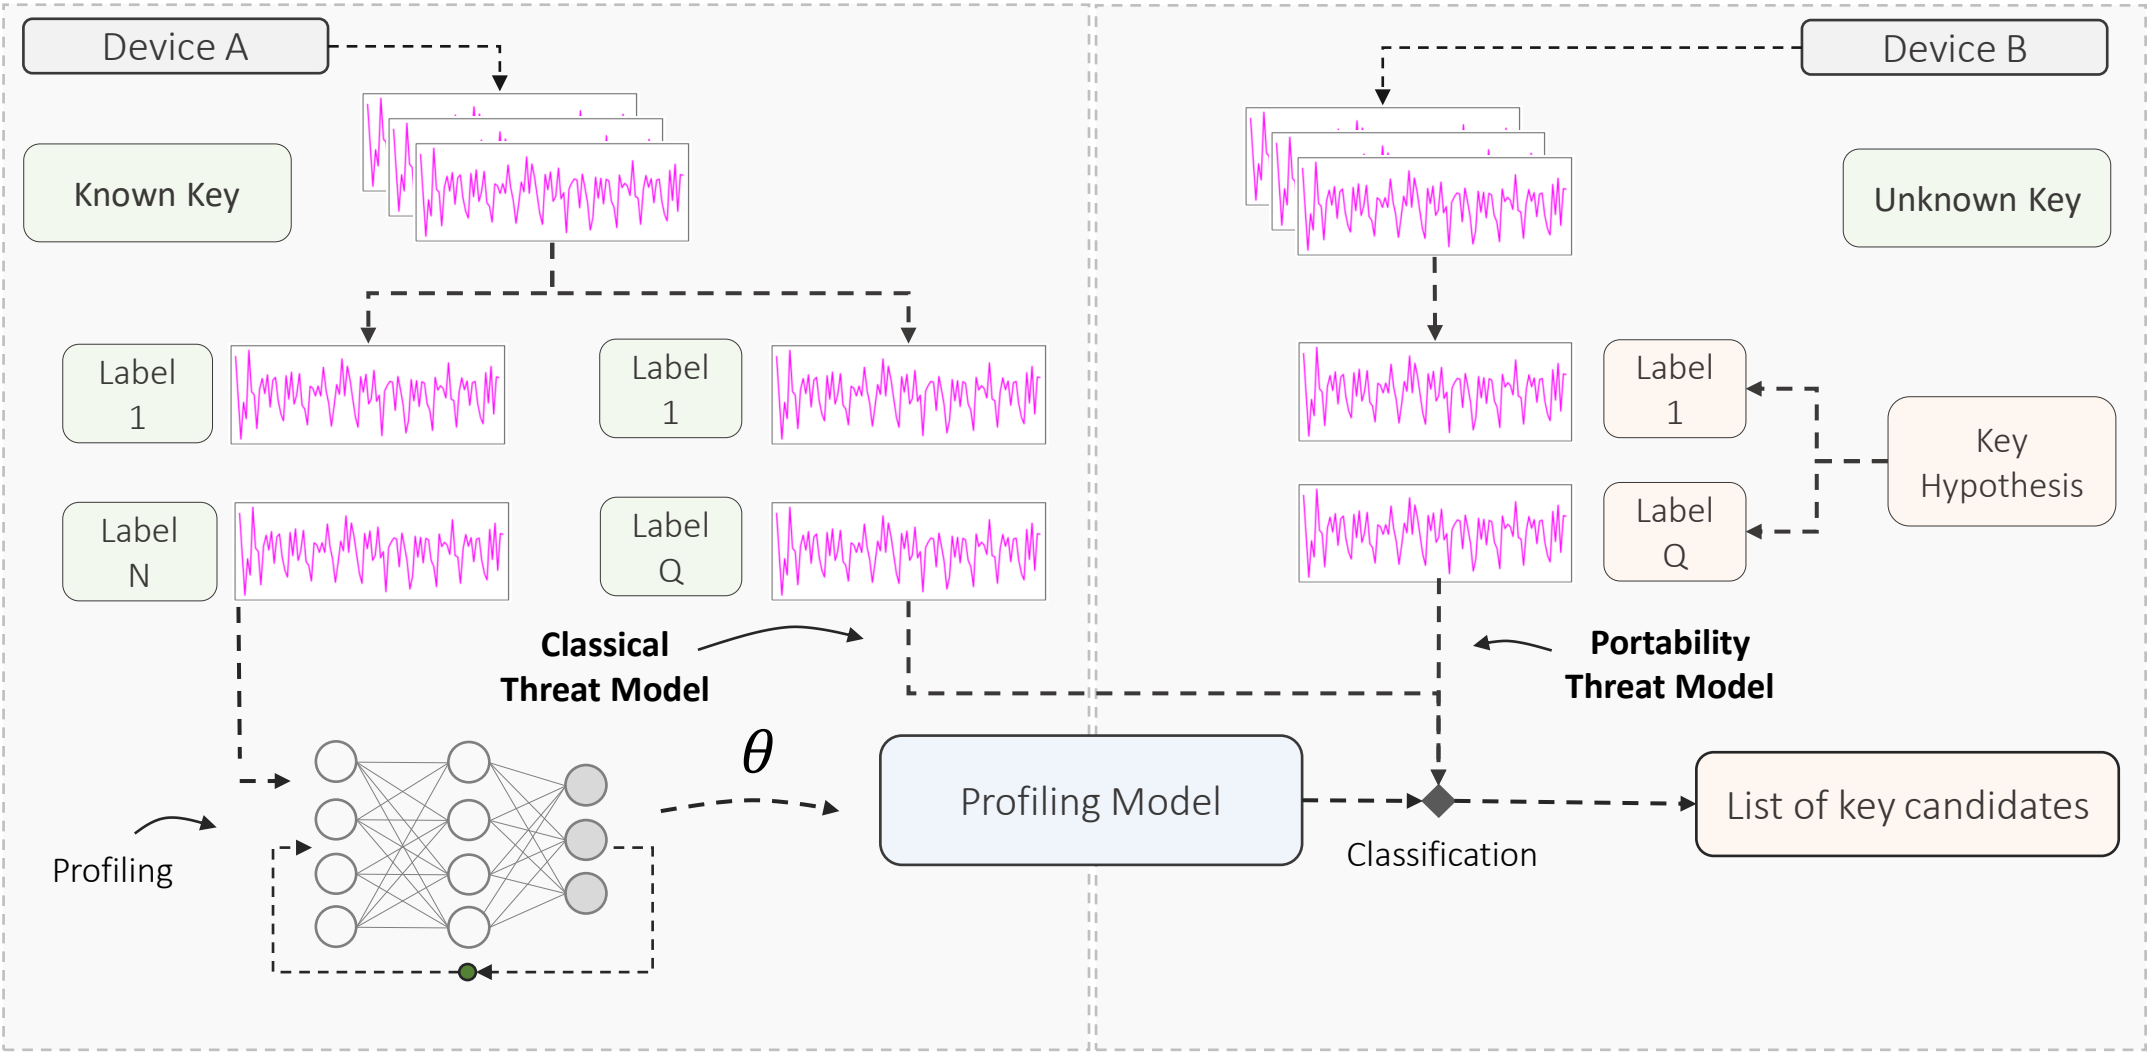 Device A
Device B
Known Key
Unknown Key
Label
1
Label
1
Label
1
Key
Hypothesis
Label
N
Label
Q
Label
Q
Classical
Threat Model
Portability
Threat Model
θ
Profiling Model
List of key candidates
Classification
Profiling